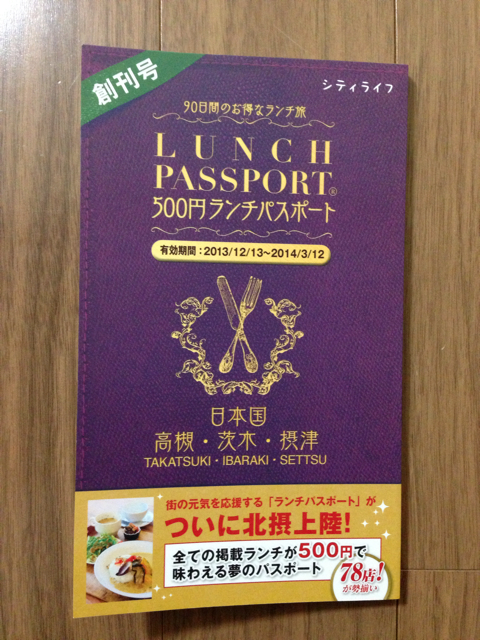 創刊号
シティライフ
90日間のお得なランチ旅
LUNCH
PASSPORT®
500円ランチパスポート
有効期間：2013/12/13~2014/3/12
日本国
高槻・茨木・摂津
TAKATSUKI・IBARAKI・SETTSU
街の元気を応援する「ランチパスポート」が
ついに北摂上陸!
全ての掲載ランチが500円で
味わえる夢のパスポート
78店!
が勢揃い